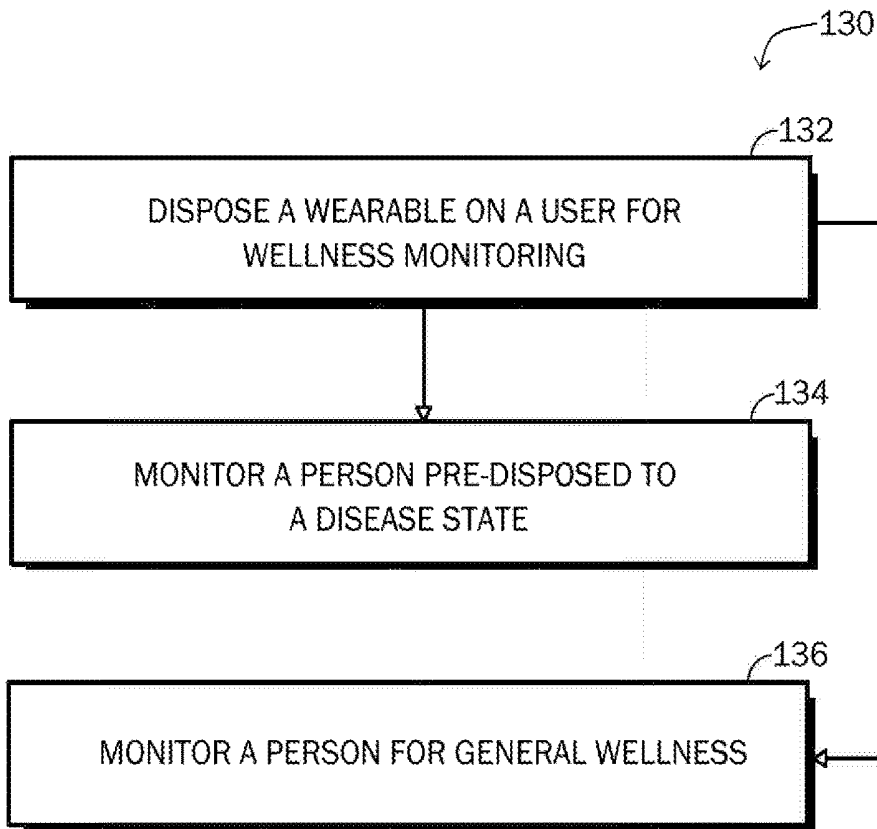 130
132
DISPOSE A WEARABLE ON A USER FOR
WELLNESS MONITORING
134
MONITOR A PERSON PRE-DISPOSED TO
A DISEASE STATE
136
MONITOR A PERSON FOR GENERAL WELLNESS